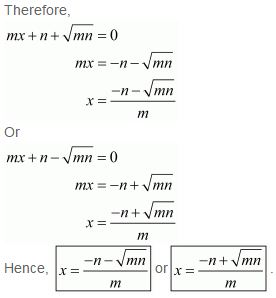 Therefore,
mx + n + √mn = 0
mx = −n − √mn
x = (−n − √mn)/m
Or
mx + n − √mn = 0
mx = −n + √mn
x = (−n + √mn)/m
Hence, x = (−n − √mn)/m or x = (−n + √mn)/m .